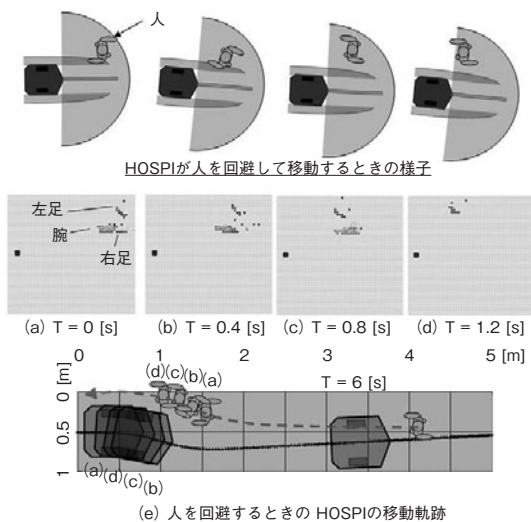 人
HOSPIが人を回避して移動するときの様子
左足
腕
右足
(a) T = 0 [s] (b) T = 0.4 [s] (c) T = 0.8 [s] (d) T = 1.2 [s]
0 1 2 3 4 5 [m]
T = 6 [s]
(d)(c)(b)(a)
0 [m]
0.5
1
(a)(d)(c)(b)
(e) 人を回避するときの HOSPIの移動軌跡